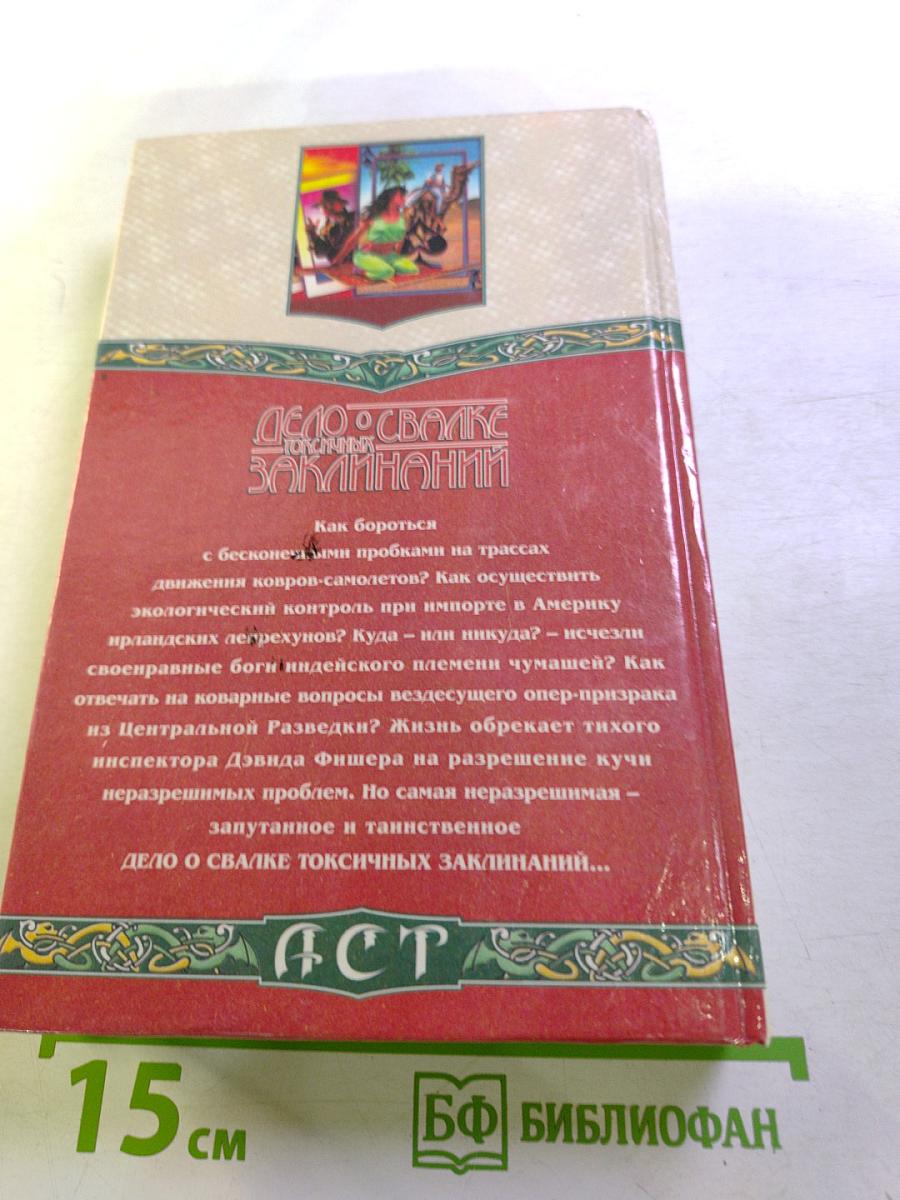 ДЕЛО О СВАЛКЕ
ТОКСИЧНЫХ
ЗАКЛИНАНИЙ
Как бороться
с бесконечными пробками на трассах
движения ковров-самолетов? Как осуществить
экологический контроль при импорте в Америку
ирландских лепрехунов? Куда – или никуда? – исчезли
своенравные боги индейского племени чумашей? Как
отвечать на коварные вопросы вездесущего опер-призрака
из Центральной Разведки? Жизнь обрекает тихого
инспектора Дэвида Фишера на разрешение кучи
неразрешимых проблем. Но самая неразрешимая –
запутанное и таинственное
ДЕЛО О СВАЛКЕ ТОКСИЧНЫХ ЗАКЛИНАНИЙ...
АСТ
15 см
БФ БИБЛИОФАН